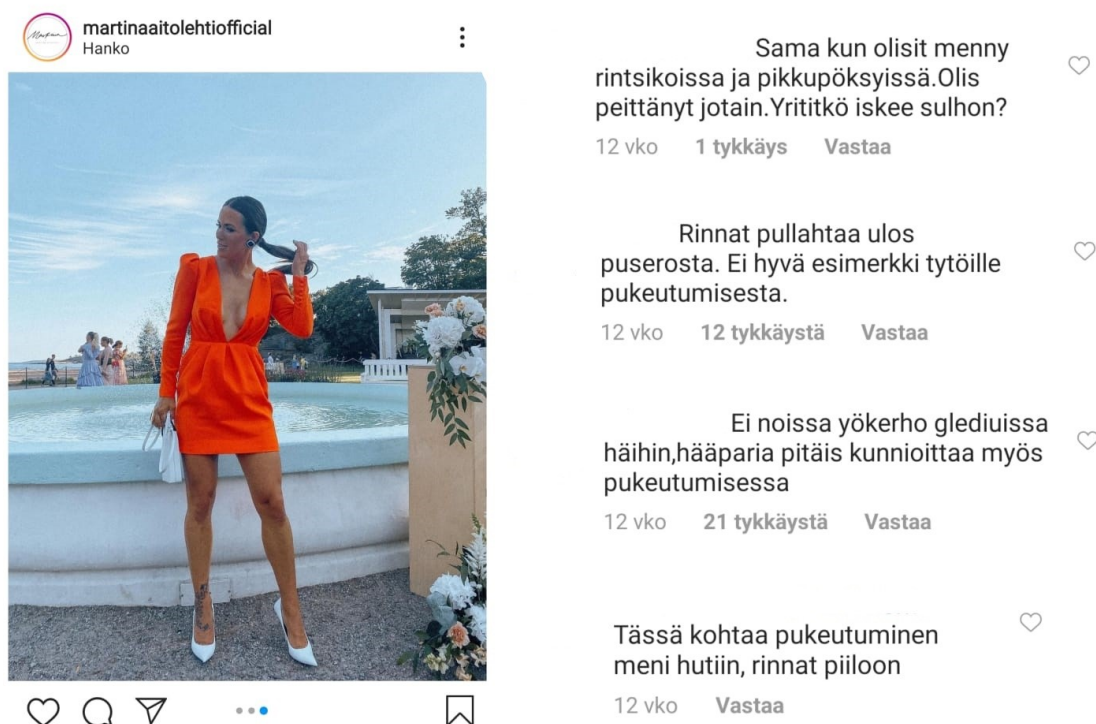 martinaaitolehtiofficial
Hanko
Sama kun olisit menny
rintsikoissa ja pikkupöksyissä.Olis
peittänyt jotain.Yrititkö iskee sulhon?
12 vko 1 tykkäys Vastaa
Rinnat pullahtaa ulos
puserosta. Ei hyvä esimerkki tytöille
pukeutumisesta.
12 vko 12 tykkäystä Vastaa
Ei noissa yökerho glediuissa
häihin,hääparia pitäis kunnioittaa myös
pukeutumisessa
12 vko 21 tykkäystä Vastaa
Tässä kohtaa pukeutuminen
meni hutiin, rinnat piiloon
12 vko Vastaa